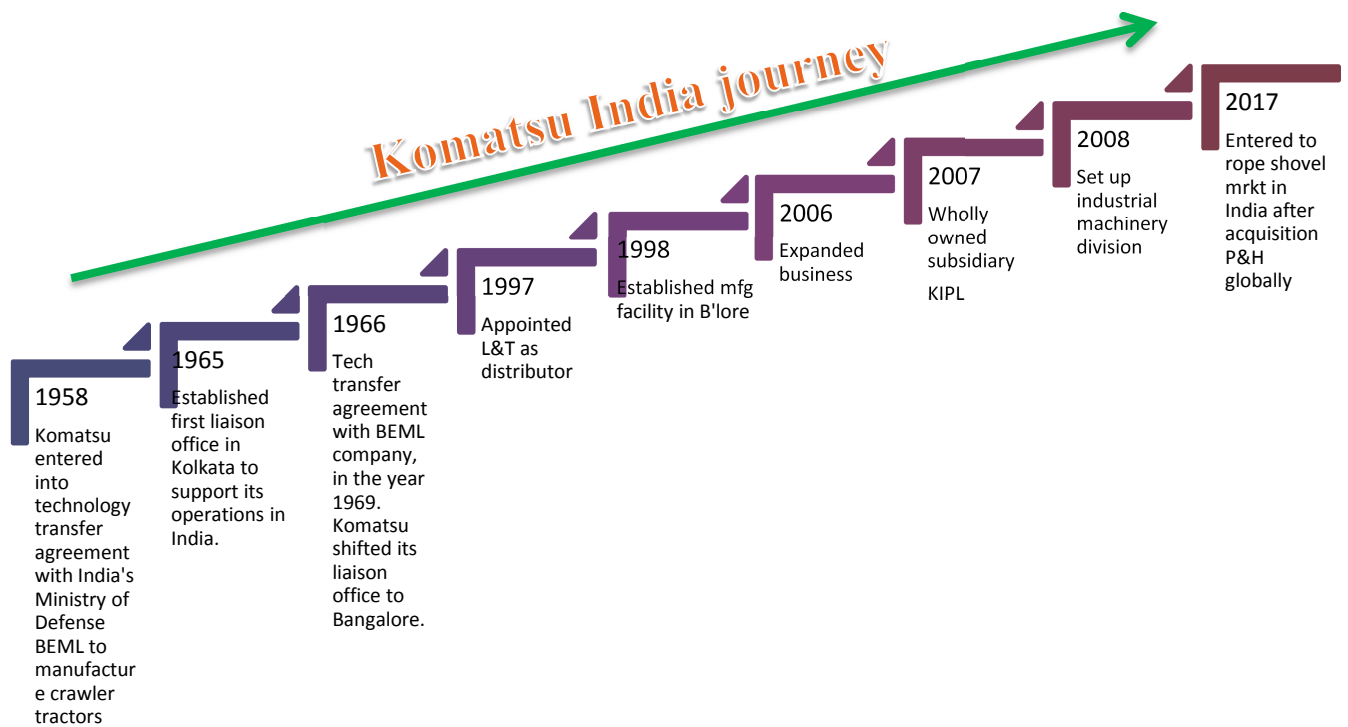 Komatsu India journey
1958
Komatsu
entered
into
technology
transfer
agreement
with India's
Ministry of
Defense
BEML to
manufactur
e crawler
tractors
1965
Established
first liaison
office in
Kolkata to
support its
operations in
India.
1966
Tech
transfer
agreement
with BEML
company,
in the year
1969.
Komatsu
shifted its
liaison
office to
Bangalore.
1997
Appointed
L&T as
distributor
1998
Established mfg
facility in B'lore
2006
Expanded
business
2007
Wholly
owned
subsidiary
KIPL
2008
Set up
industrial
machinery
division
2017
Entered to
rope shovel
mrkt in
India after
acquisition
P&H
globally